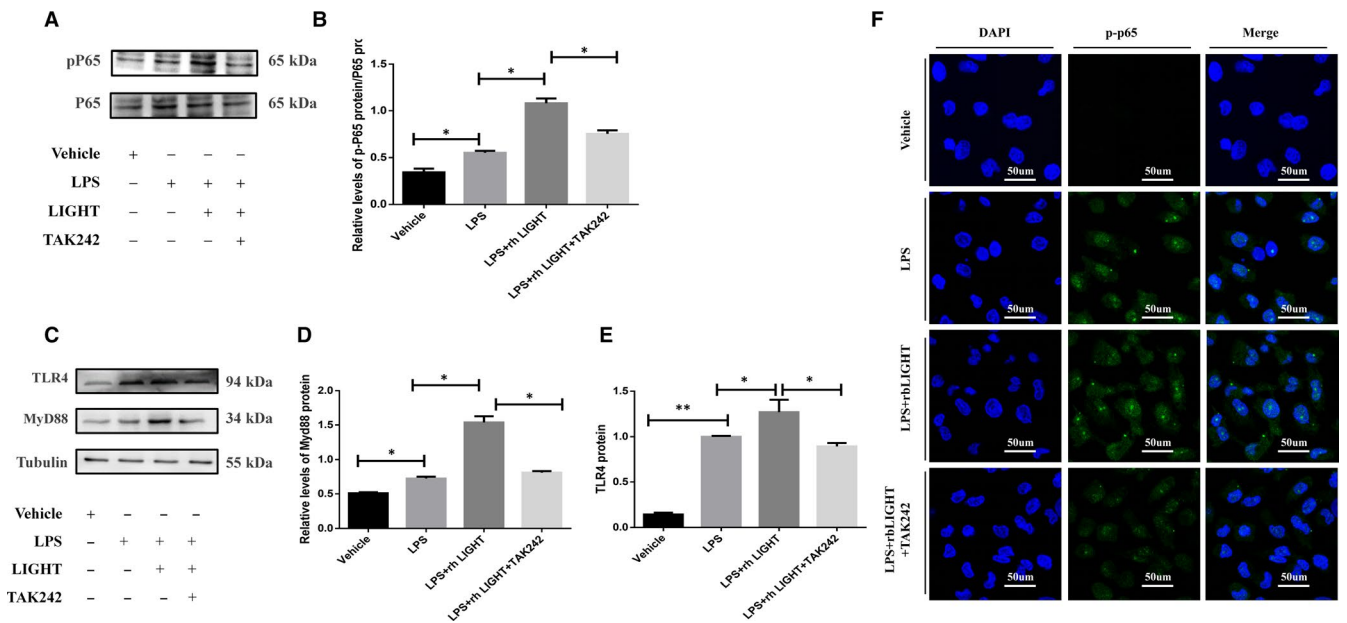 A
pP65 65 kDa
P65 65 kDa
Vehicle + – – –
LPS – + + +
LIGHT – – + +
TAK242 – – – +
B
Relative levels of p-P65 protein/P65 pro
1.5
1.0
0.5
0.0
*
*
*
Vehicle
LPS
LPS+rh LIGHT
LPS+rh LIGHT+TAK242
C
TLR4 94 kDa
MyD88 34 kDa
Tubulin 55 kDa
Vehicle + – – –
LPS – + + +
LIGHT – – + +
TAK242 – – – +
D
Relative levels of Myd88 protein
2.0
1.5
1.0
0.5
0.0
*
*
*
Vehicle
LPS
LPS+rh LIGHT
LPS+rh LIGHT+TAK242
E
TLR4 protein
1.5
1.0
0.5
0.0
**
*
*
Vehicle
LPS
LPS+rh LIGHT
LPS+rh LIGHT+TAK242
F
DAPI p-p65 Merge
Vehicle
50um 50um 50um
LPS
50um 50um 50um
LPS+rbLIGHT
50um 50um 50um
LPS+rbLIGHT
+TAK242
50um 50um 50um